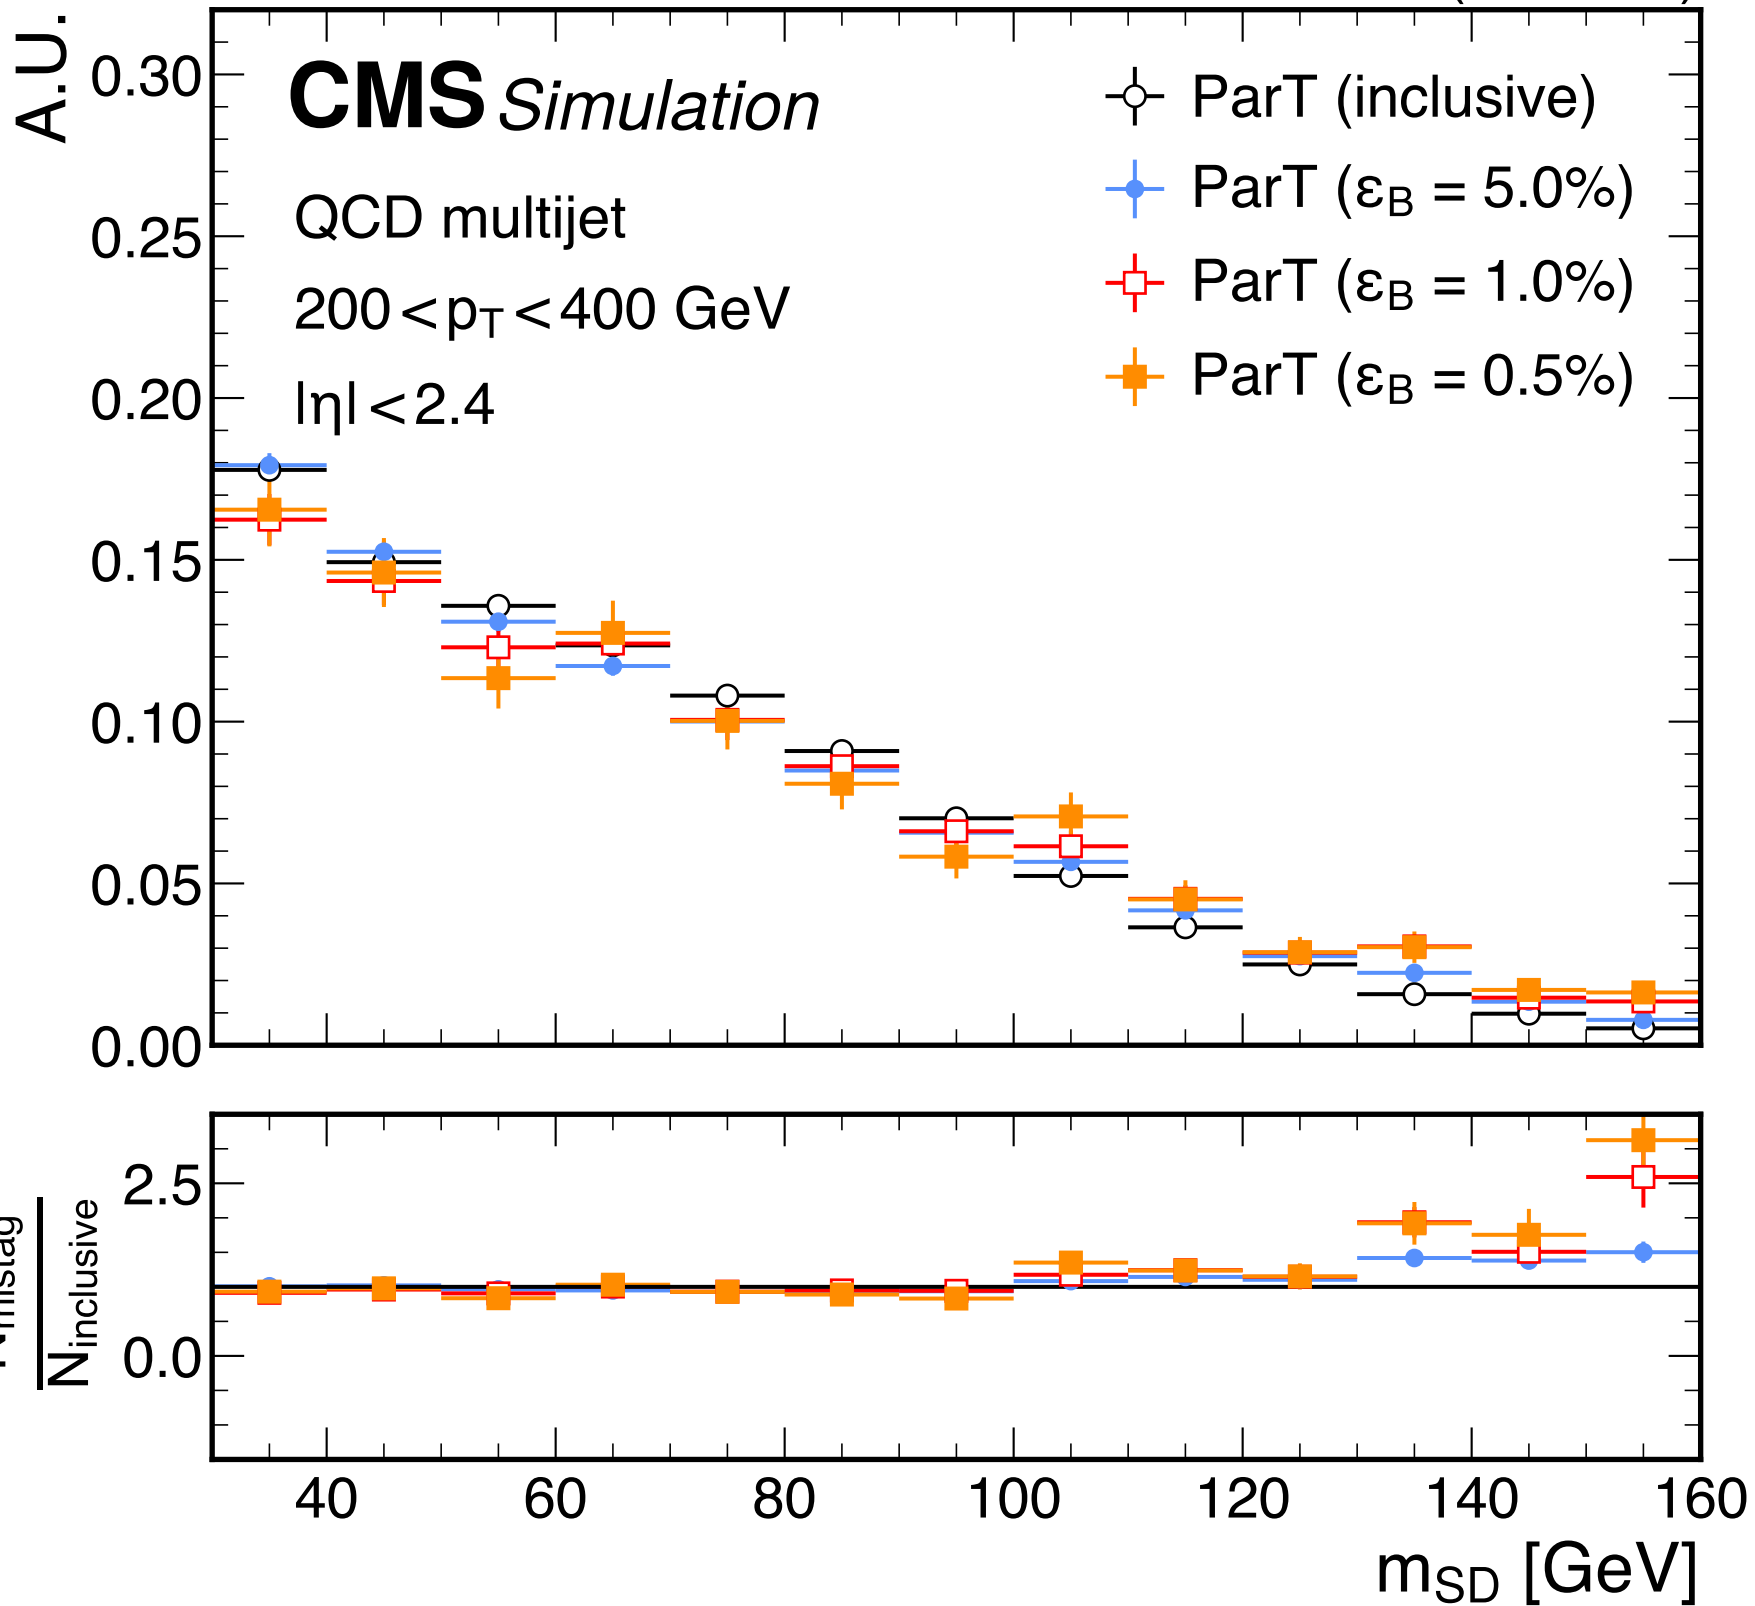 A.U.
CMS Simulation
QCD multijet
200 < pT < 400 GeV
|η| < 2.4
ParT (inclusive)
ParT (εB = 5.0%)
ParT (εB = 1.0%)
ParT (εB = 0.5%)
0.30
0.25
0.20
0.15
0.10
0.05
0.00
Ninclusive
2.5
0.0
40 60 80 100 120 140 160
mSD [GeV]